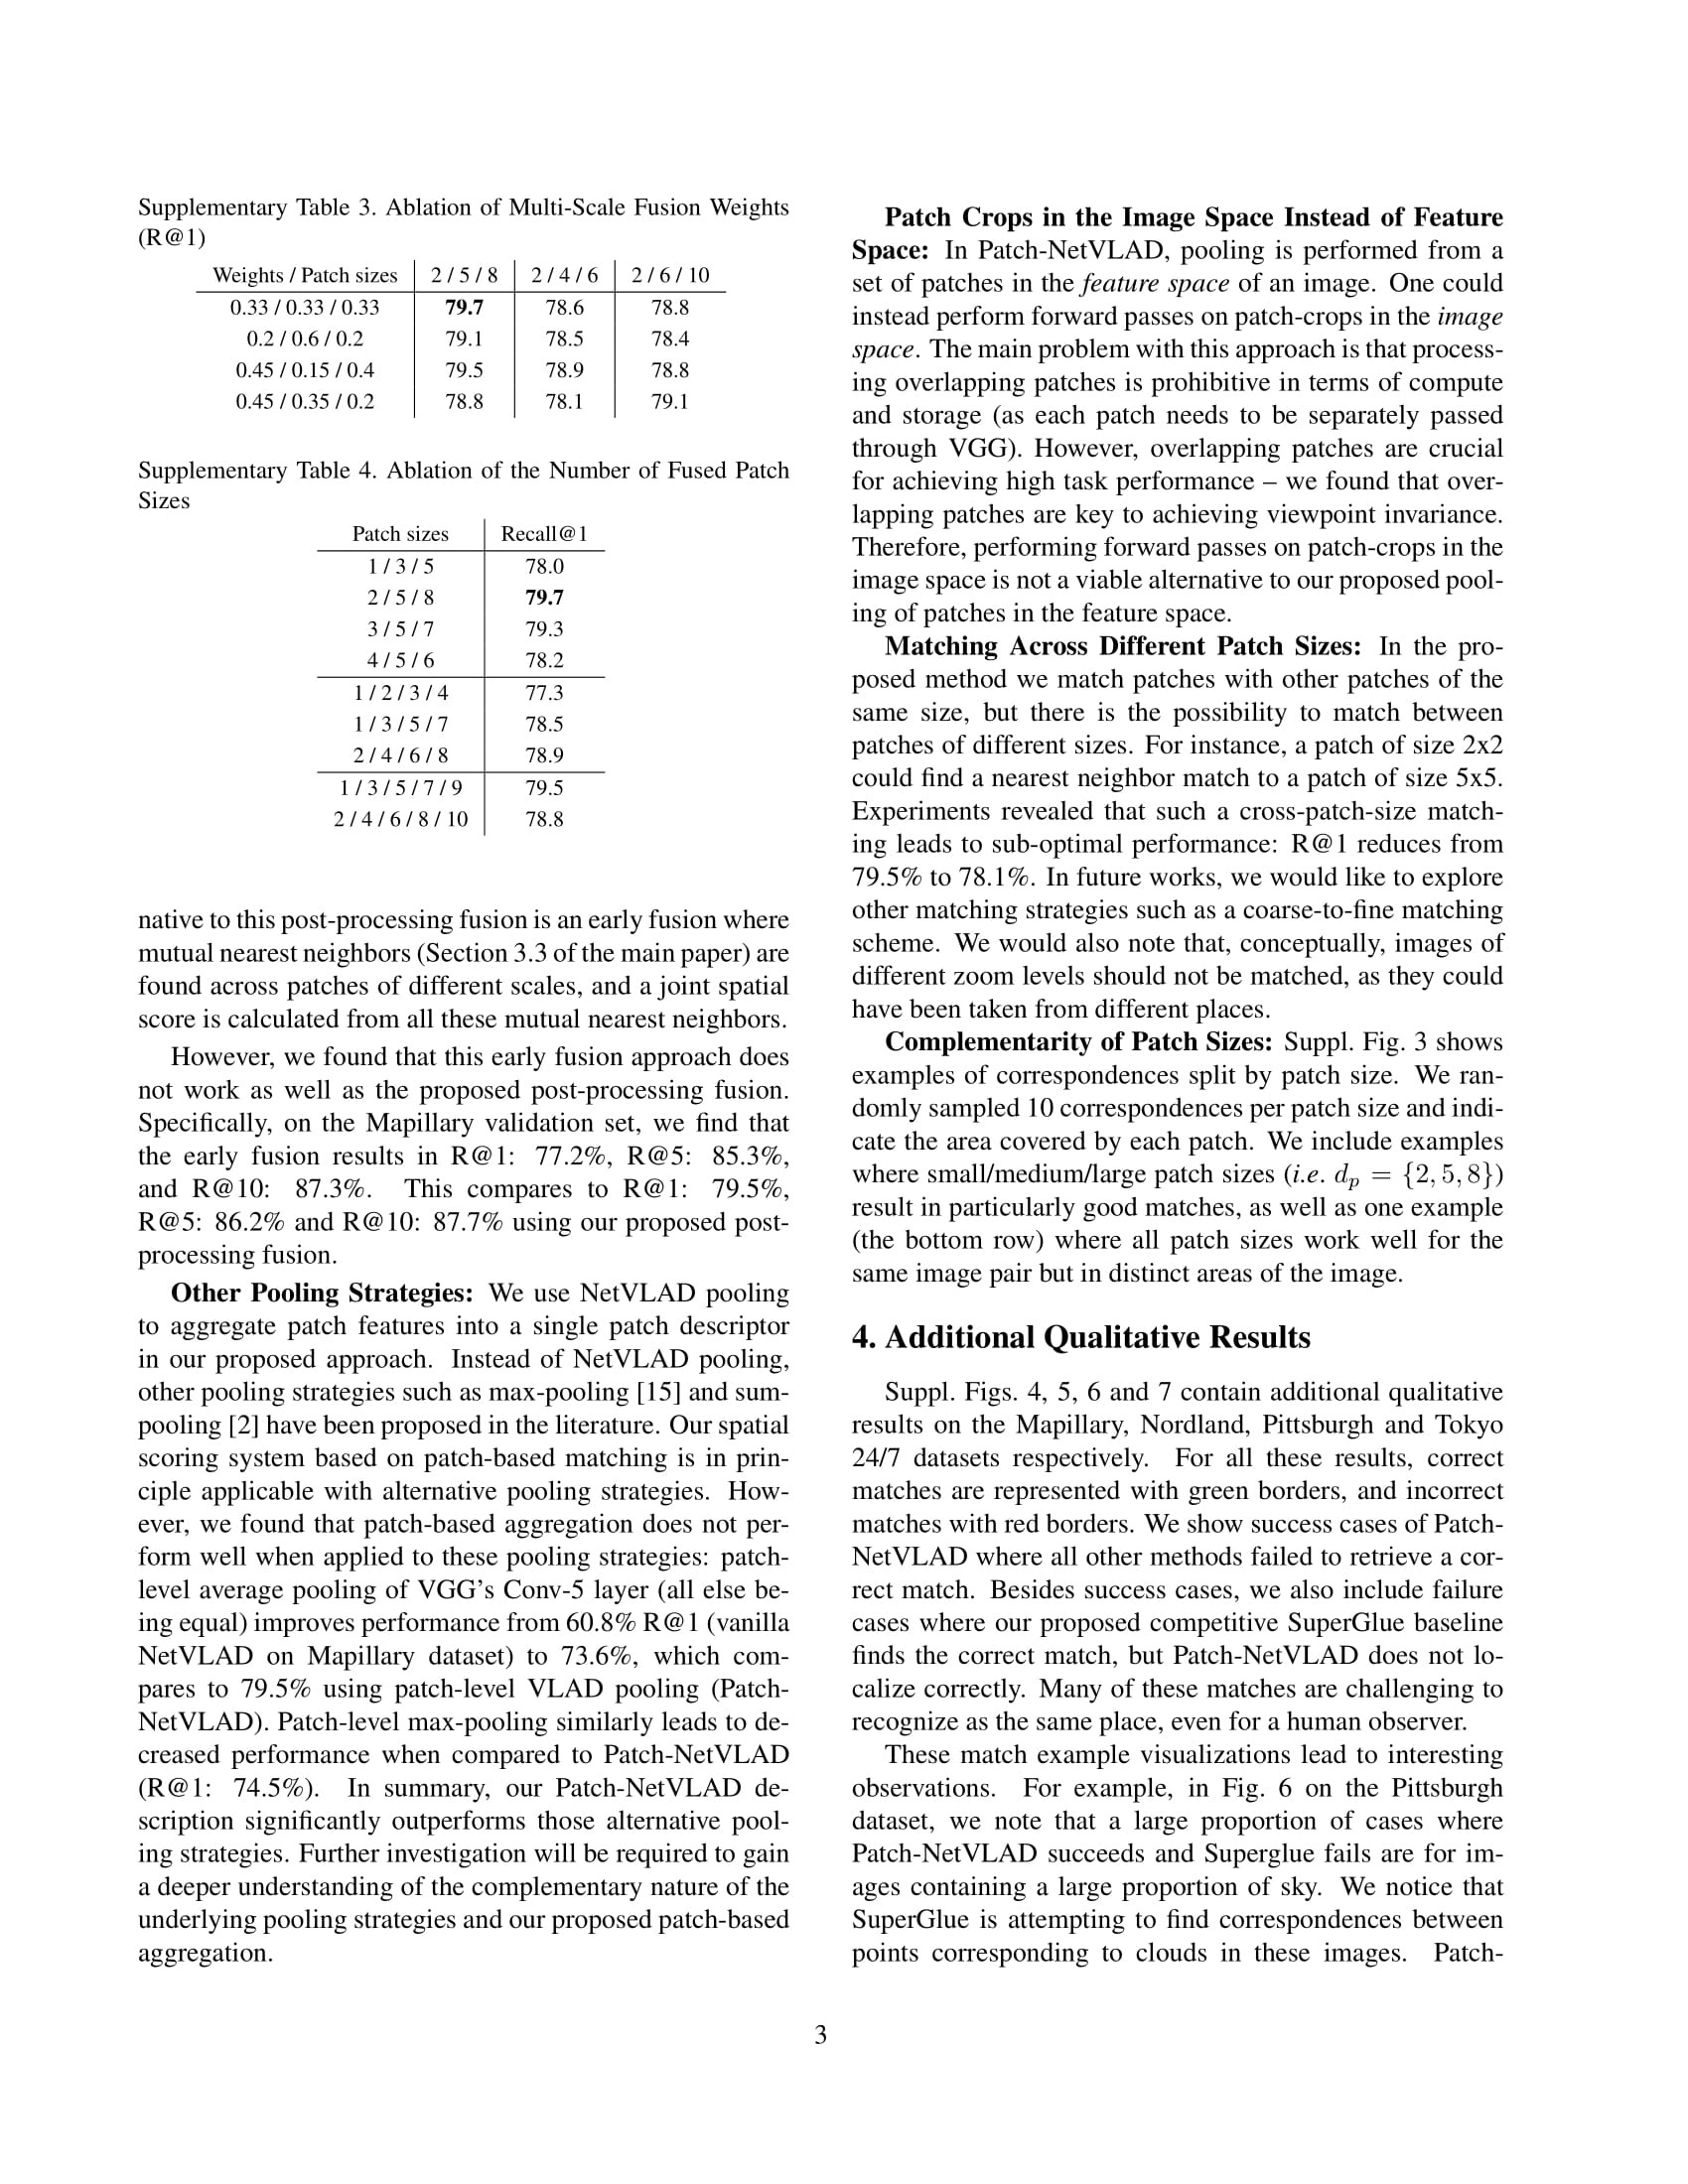 Supplementary Table 3. Ablation of Multi-Scale Fusion Weights
(R@1)
Weights / Patch sizes 2 / 5 / 8 2 / 4 / 6 2 / 6 / 10
0.33 / 0.33 / 0.33 79.7 78.6 78.8
0.2 / 0.6 / 0.2 79.1 78.5 78.4
0.45 / 0.15 / 0.4 79.5 78.9 78.8
0.45 / 0.35 / 0.2 78.8 78.1 79.1
Supplementary Table 4. Ablation of the Number of Fused Patch
Sizes
Patch sizes Recall@1
1 / 3 / 5 78.0
2 / 5 / 8 79.7
3 / 5 / 7 79.3
4 / 5 / 6 78.2
1 / 2 / 3 / 4 77.3
1 / 3 / 5 / 7 78.5
2 / 4 / 6 / 8 78.9
1 / 3 / 5 / 7 / 9 79.5
2 / 4 / 6 / 8 / 10 78.8
native to this post-processing fusion is an early fusion where
mutual nearest neighbors (Section 3.3 of the main paper) are
found across patches of different scales, and a joint spatial
score is calculated from all these mutual nearest neighbors.
However, we found that this early fusion approach does
not work as well as the proposed post-processing fusion.
Specifically, on the Mapillary validation set, we find that
the early fusion results in R@1: 77.2%, R@5: 85.3%,
and R@10: 87.3%. This compares to R@1: 79.5%,
R@5: 86.2% and R@10: 87.7% using our proposed post-
processing fusion.
Other Pooling Strategies: We use NetVLAD pooling
to aggregate patch features into a single patch descriptor
in our proposed approach. Instead of NetVLAD pooling,
other pooling strategies such as max-pooling [15] and sum-
pooling [2] have been proposed in the literature. Our spatial
scoring system based on patch-based matching is in prin-
ciple applicable with alternative pooling strategies. How-
ever, we found that patch-based aggregation does not per-
form well when applied to these pooling strategies: patch-
level average pooling of VGG's Conv-5 layer (all else be-
ing equal) improves performance from 60.8% R@1 (vanilla
NetVLAD on Mapillary dataset) to 73.6%, which com-
pares to 79.5% using patch-level VLAD pooling (Patch-
NetVLAD). Patch-level max-pooling similarly leads to de-
creased performance when compared to Patch-NetVLAD
(R@1: 74.5%). In summary, our Patch-NetVLAD de-
scription significantly outperforms those alternative pool-
ing strategies. Further investigation will be required to gain
a deeper understanding of the complementary nature of the
underlying pooling strategies and our proposed patch-based
aggregation.
Patch Crops in the Image Space Instead of Feature
Space: In Patch-NetVLAD, pooling is performed from a
set of patches in the feature space of an image. One could
instead perform forward passes on patch-crops in the image
space. The main problem with this approach is that process-
ing overlapping patches is prohibitive in terms of compute
and storage (as each patch needs to be separately passed
through VGG). However, overlapping patches are crucial
for achieving high task performance – we found that over-
lapping patches are key to achieving viewpoint invariance.
Therefore, performing forward passes on patch-crops in the
image space is not a viable alternative to our proposed pool-
ing of patches in the feature space.
Matching Across Different Patch Sizes: In the pro-
posed method we match patches with other patches of the
same size, but there is the possibility to match between
patches of different sizes. For instance, a patch of size 2x2
could find a nearest neighbor match to a patch of size 5x5.
Experiments revealed that such a cross-patch-size match-
ing leads to sub-optimal performance: R@1 reduces from
79.5% to 78.1%. In future works, we would like to explore
other matching strategies such as a coarse-to-fine matching
scheme. We would also note that, conceptually, images of
different zoom levels should not be matched, as they could
have been taken from different places.
Complementarity of Patch Sizes: Suppl. Fig. 3 shows
examples of correspondences split by patch size. We ran-
domly sampled 10 correspondences per patch size and indi-
cate the area covered by each patch. We include examples
where small/medium/large patch sizes (i.e. dₚ = {2, 5, 8})
result in particularly good matches, as well as one example
(the bottom row) where all patch sizes work well for the
same image pair but in distinct areas of the image.
4. Additional Qualitative Results
Suppl. Figs. 4, 5, 6 and 7 contain additional qualitative
results on the Mapillary, Nordland, Pittsburgh and Tokyo
24/7 datasets respectively. For all these results, correct
matches are represented with green borders, and incorrect
matches with red borders. We show success cases of Patch-
NetVLAD where all other methods failed to retrieve a cor-
rect match. Besides success cases, we also include failure
cases where our proposed competitive SuperGlue baseline
finds the correct match, but Patch-NetVLAD does not lo-
calize correctly. Many of these matches are challenging to
recognize as the same place, even for a human observer.
These match example visualizations lead to interesting
observations. For example, in Fig. 6 on the Pittsburgh
dataset, we note that a large proportion of cases where
Patch-NetVLAD succeeds and Superglue fails are for im-
ages containing a large proportion of sky. We notice that
SuperGlue is attempting to find correspondences between
points corresponding to clouds in these images. Patch-
3